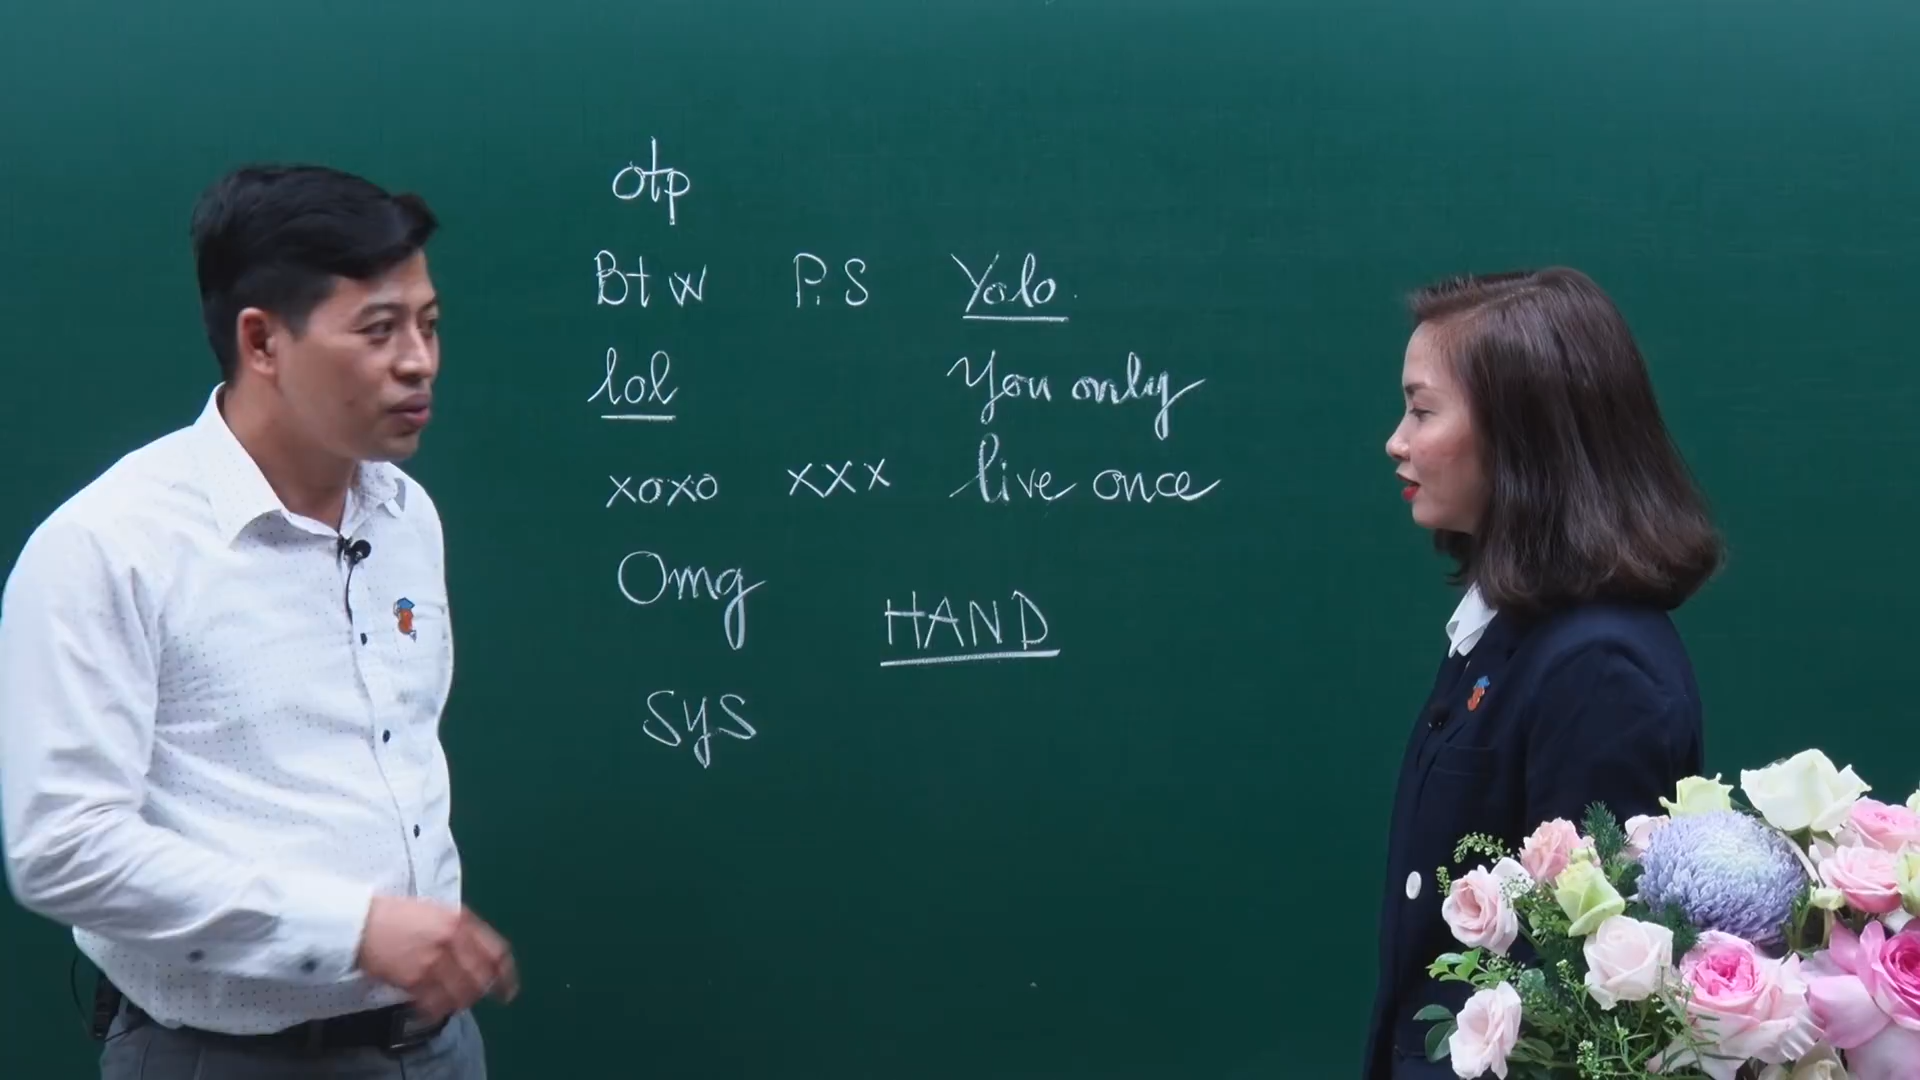 otp
Btw P.S Yolo.
lol You only
xoxo xxx live once
Omg
HAND
sys